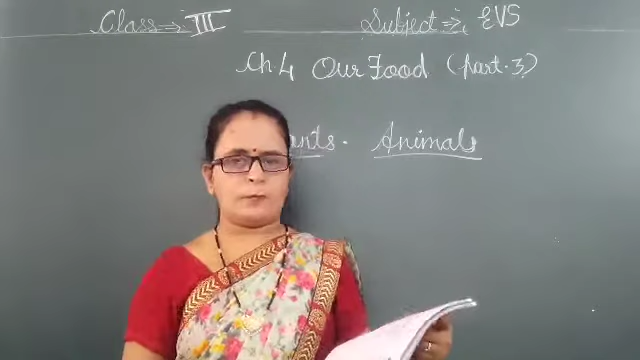 Class ⇒ III Subject ⇒ EVS
Ch 4 Our Food (part.3)
Animals